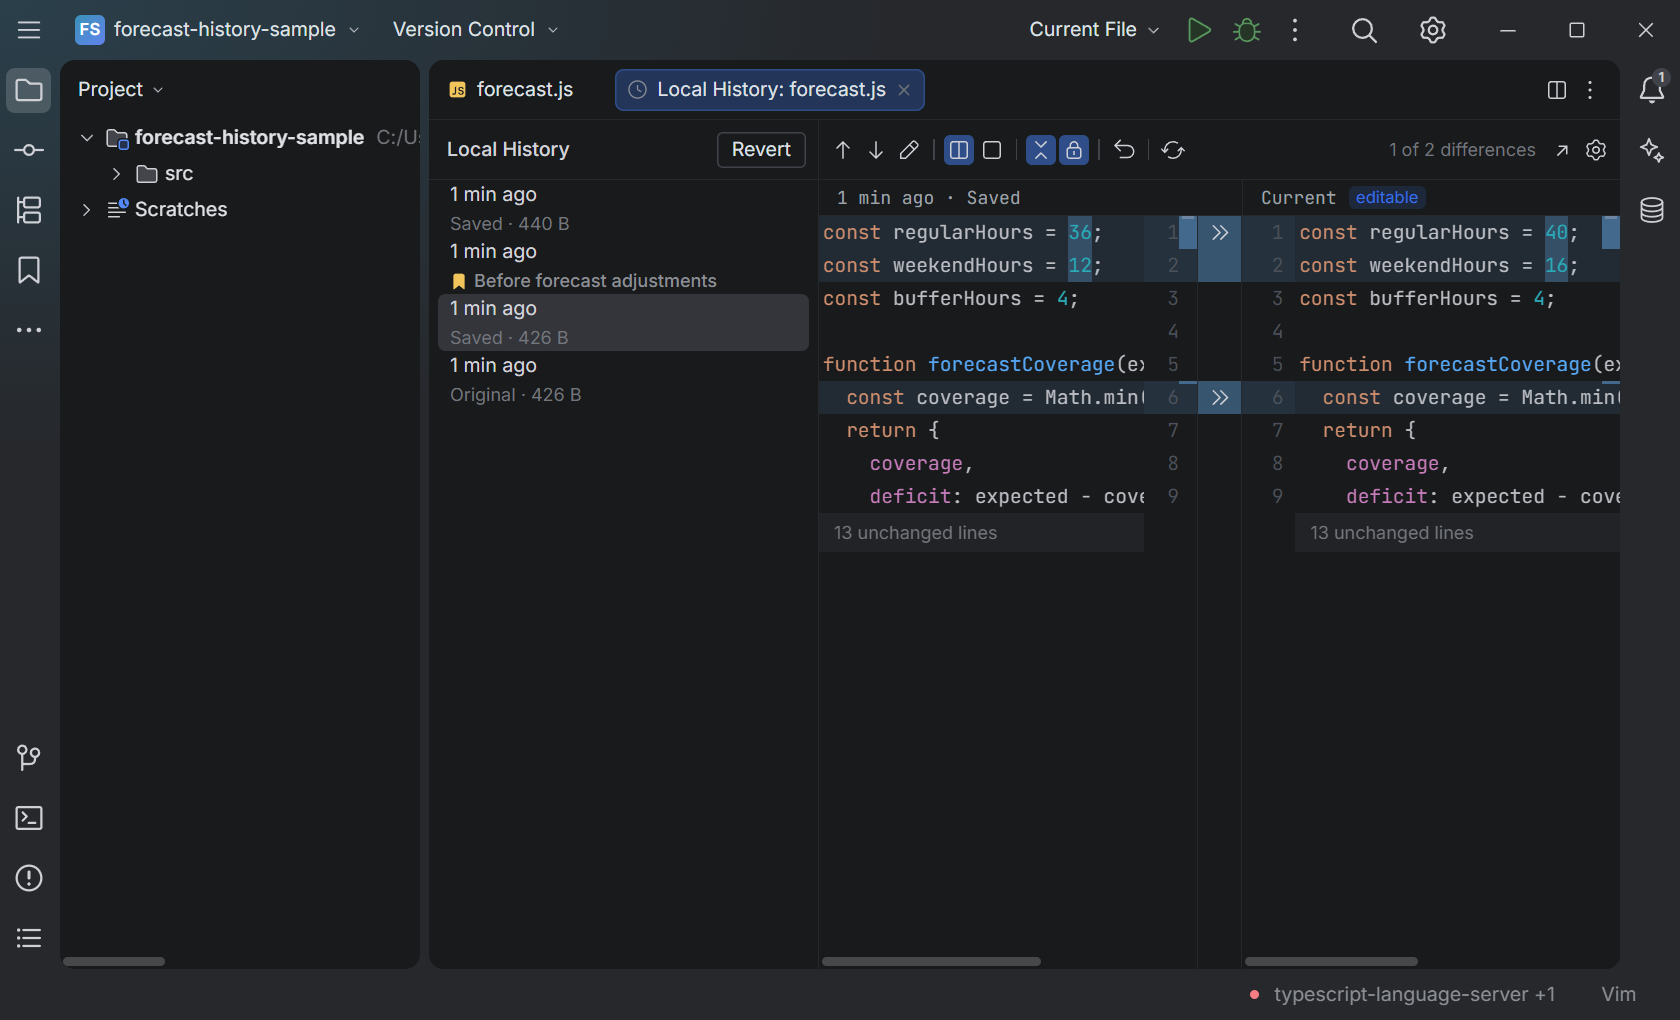 FS forecast-history-sample
Version Control
Current File
1
Project
forecast-history-sample C:/Us
src
Scratches
JS forecast.js
Local History: forecast.js
Local History
Revert
1 of 2 differences
1 min ago
Saved · 440 B
1 min ago
Before forecast adjustments
1 min ago
Saved · 426 B
1 min ago
Original · 426 B
1 min ago · Saved
const regularHours = 36; 1
const weekendHours = 12; 2
const bufferHours = 4; 3
4
function forecastCoverage(ex 5
const coverage = Math.min( 6
return { 7
coverage, 8
deficit: expected - cove 9
13 unchanged lines
Current editable
1 const regularHours = 40;
2 const weekendHours = 16;
3 const bufferHours = 4;
4
5 function forecastCoverage(ex
6 const coverage = Math.min(
7 return {
8 coverage,
9 deficit: expected - cove
13 unchanged lines
typescript-language-server +1
Vim